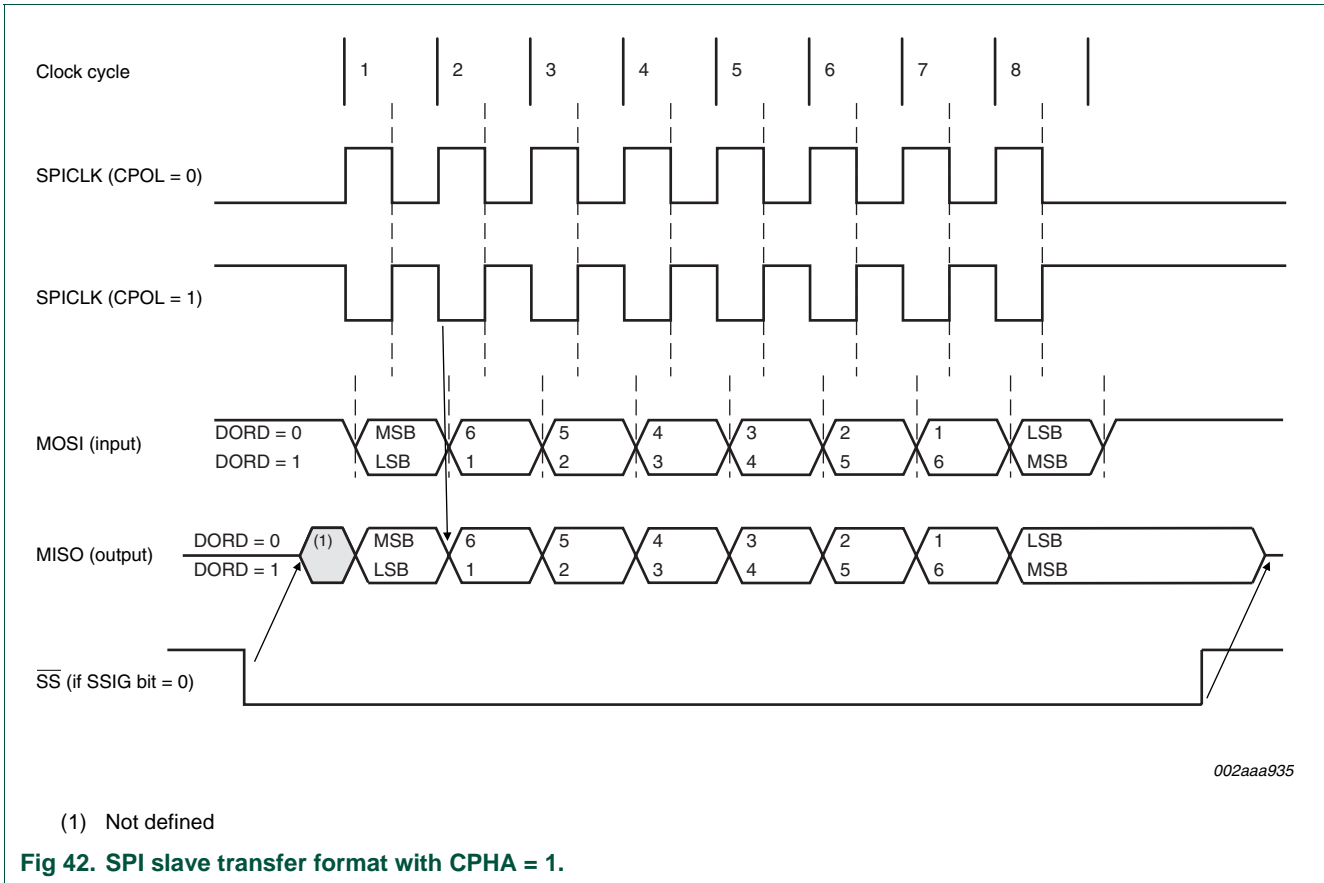 Clock cycle 1 2 3 4 5 6 7 8
SPICLK (CPOL = 0)
SPICLK (CPOL = 1)
MOSI (input)
DORD = 0 MSB 6 5 4 3 2 1 LSB
DORD = 1 LSB 1 2 3 4 5 6 MSB
MISO (output)
DORD = 0 (1) MSB 6 5 4 3 2 1 LSB
DORD = 1 LSB 1 2 3 4 5 6 MSB
SS (if SSIG bit = 0)
002aaa935
(1) Not defined
Fig 42. SPI slave transfer format with CPHA = 1.